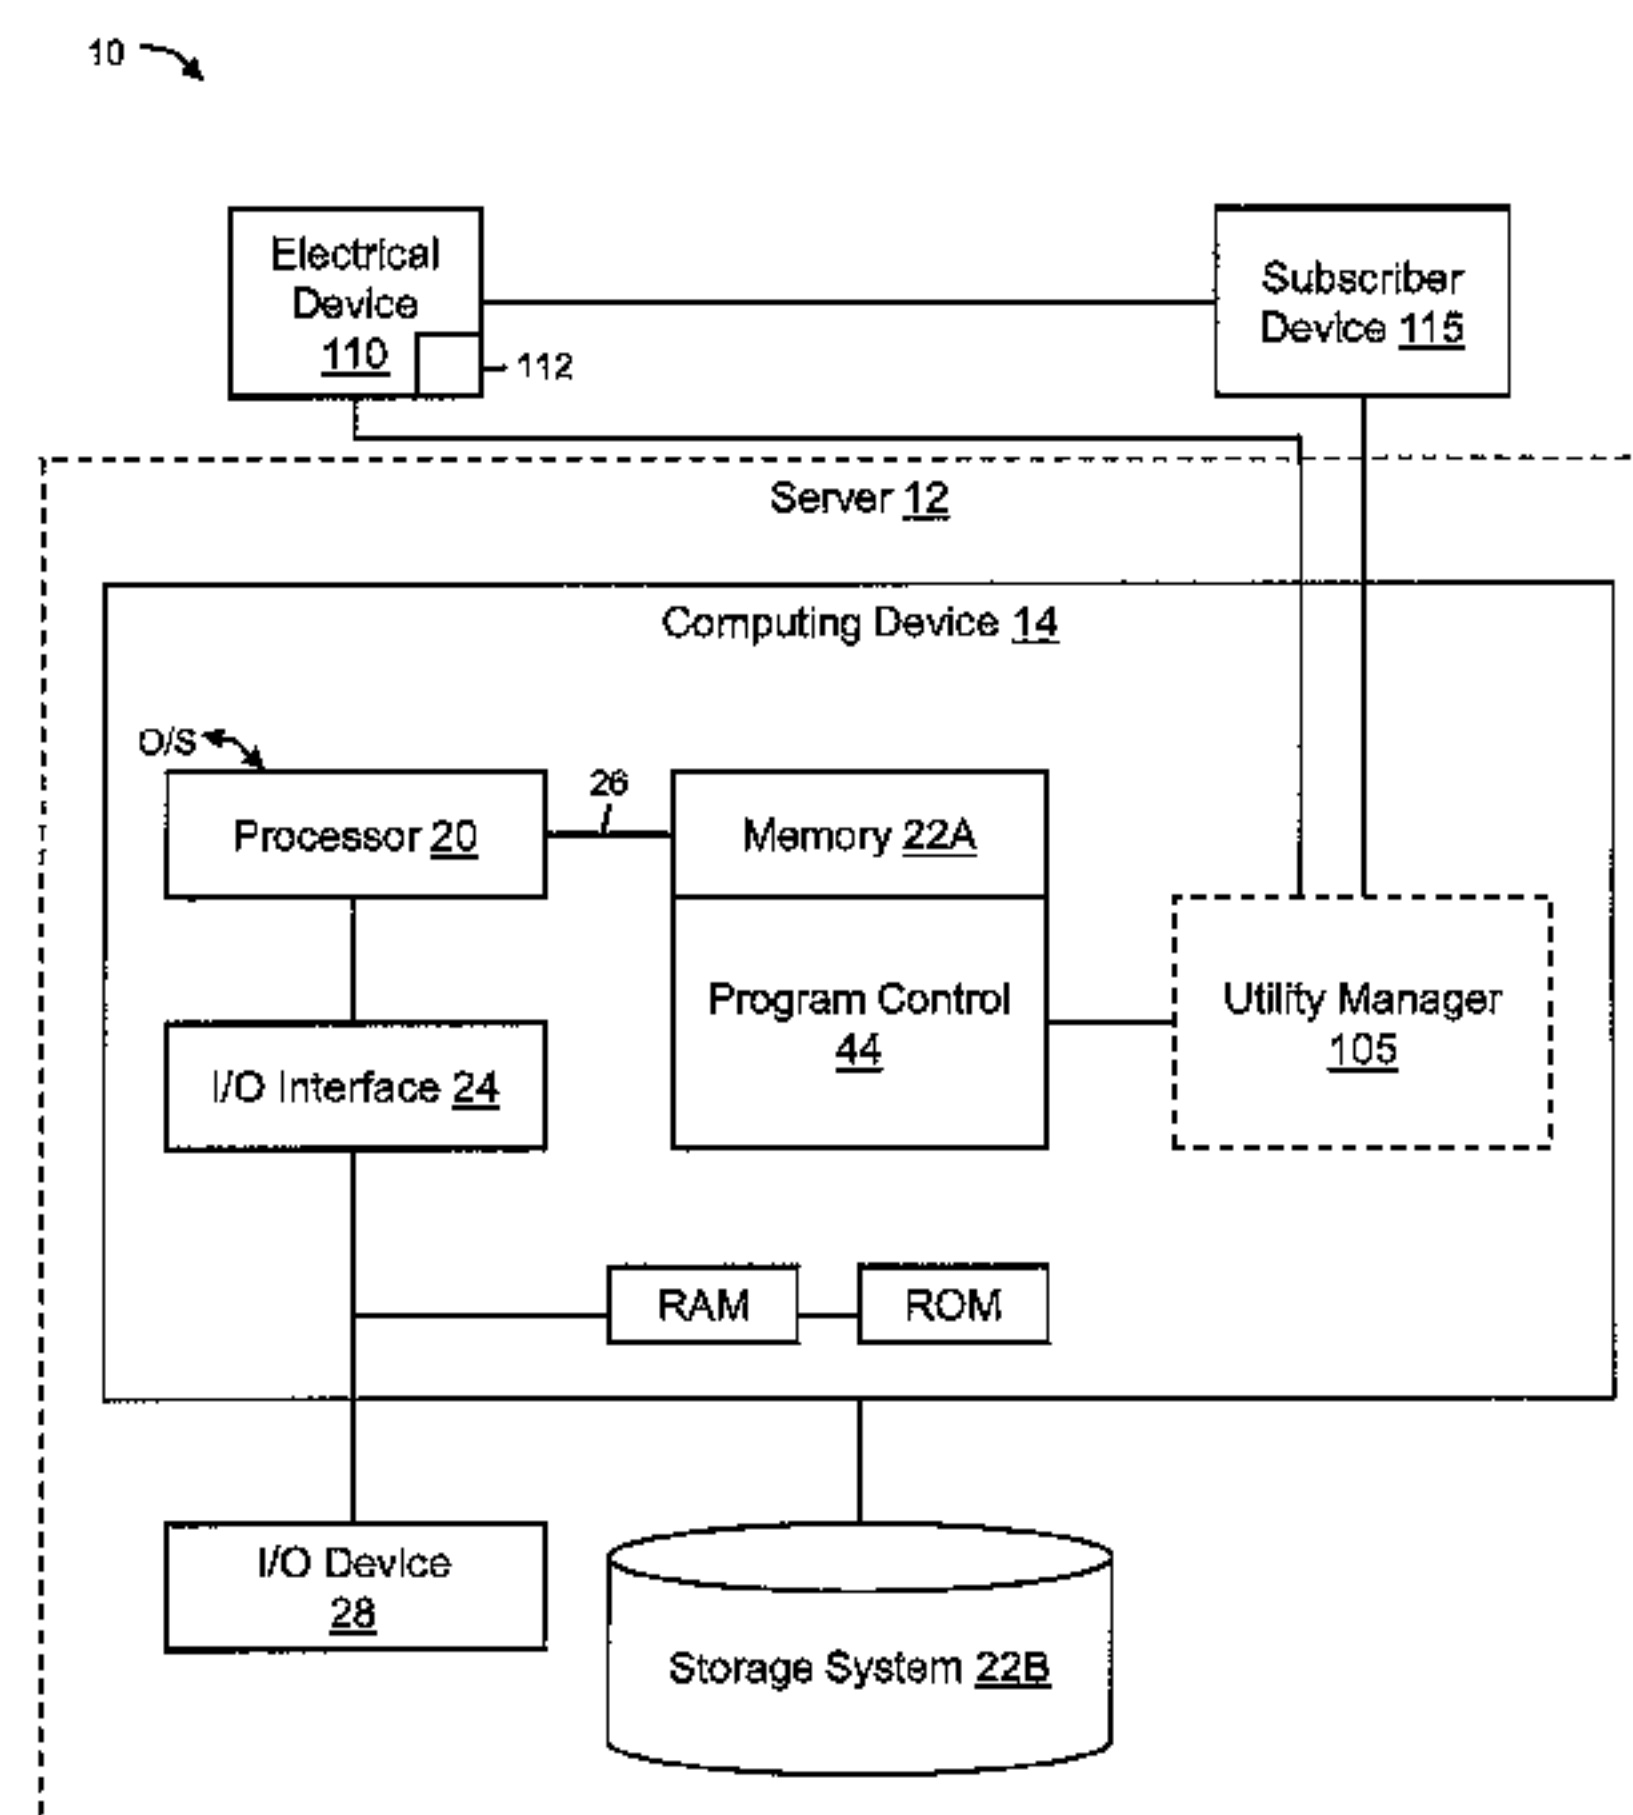 10
Electrical
Device
110
112
Subscriber
Device 115
Server 12
Computing Device 14
O/S
26
Processor 20
Memory 22A
Program Control
44
Utility Manager
105
I/O Interface 24
RAM
ROM
I/O Device
28
Storage System 22B